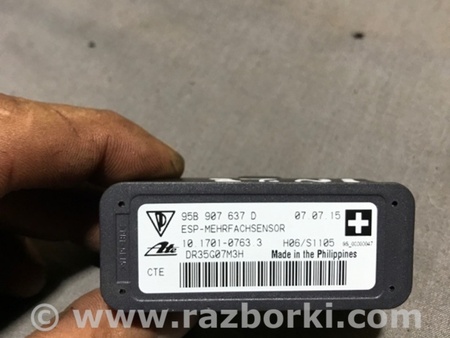 95B 907 637 D 07 07 15
ESP-MEHRFACHSENSOR
Ate 10 1701-0763 3 H06/S1105
DR35G07M3H Made in the Philippines
CTE
www.razborki.com